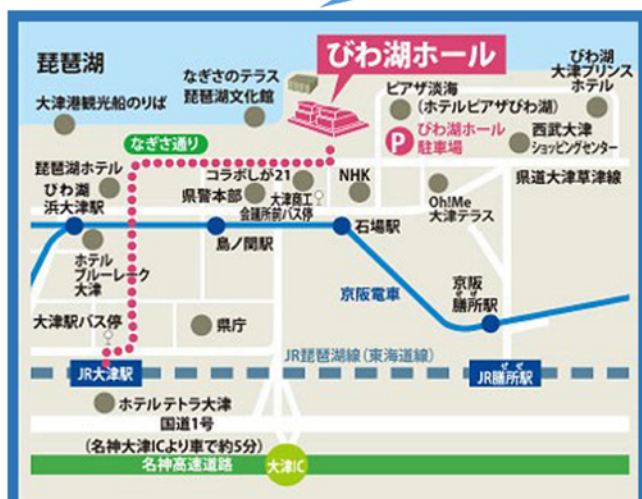 琵琶湖
なぎさのテラス
琵琶湖文化館
びわ湖ホール
びわ湖
大津プリンス
ホテル
大津港観光船のりば
ピアザ淡海
(ホテルピアザびわ湖)
P
びわ湖ホール
駐車場
西武大津
ショッピングセンター
なぎさ通り
琵琶湖ホテル
コラボしが21
県警本部
大津商工
会議所前バス停
NHK
県道大津草津線
Oh!Me
大津テラス
びわ湖
浜大津駅
島ノ関駅
石場駅
ホテル
ブルーレーク
大津
京阪電車
京阪
膳所駅
ぜぜ
大津駅バス停
県庁
JR琵琶湖線(東海道線)
JR大津駅
JR膳所駅
ぜぜ
ホテルテトラ大津
国道1号
(名神大津ICより車で約5分)
名神高速道路
大津IC